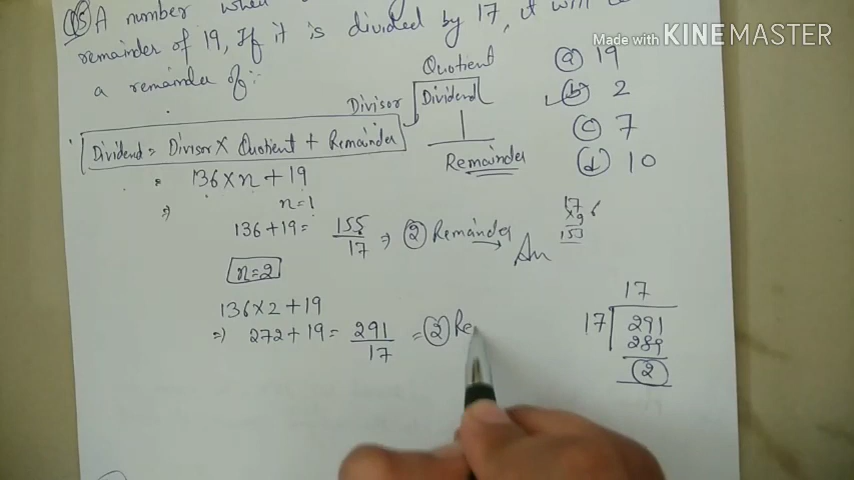 Made with KINEMASTER
Q5 A number when
remainder of 19, If it is divided by 17, it will
a remainder of:
(a) 19
(b) 2
(c) 7
(d) 10
Quotient
Divisor Dividend
Remainder
Dividend = Divisor × Quotient + Remainder
= 136 × n + 19
⇒ n=1
136 + 19 = 155/17 ⇒ (2) Remainder
17
×9
153
n=2
136×2 + 19
⇒ 272 + 19 = 291/17 = (2) Re
17
17 291
289
(2)